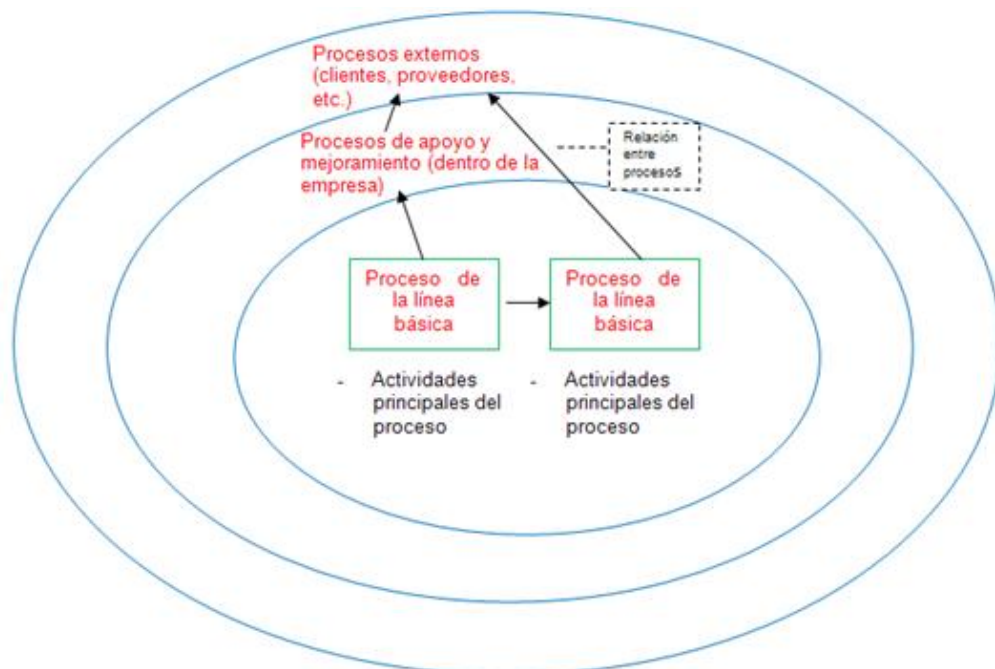 Procesos externos
(clientes, proveedores,
etc.)
Procesos de apoyo y
mejoramiento (dentro de la
empresa)
Relación
entre
proceso$
Proceso de
la línea
básica
Proceso de
la línea
básica
- Actividades
principales del
proceso
- Actividades
principales del
proceso